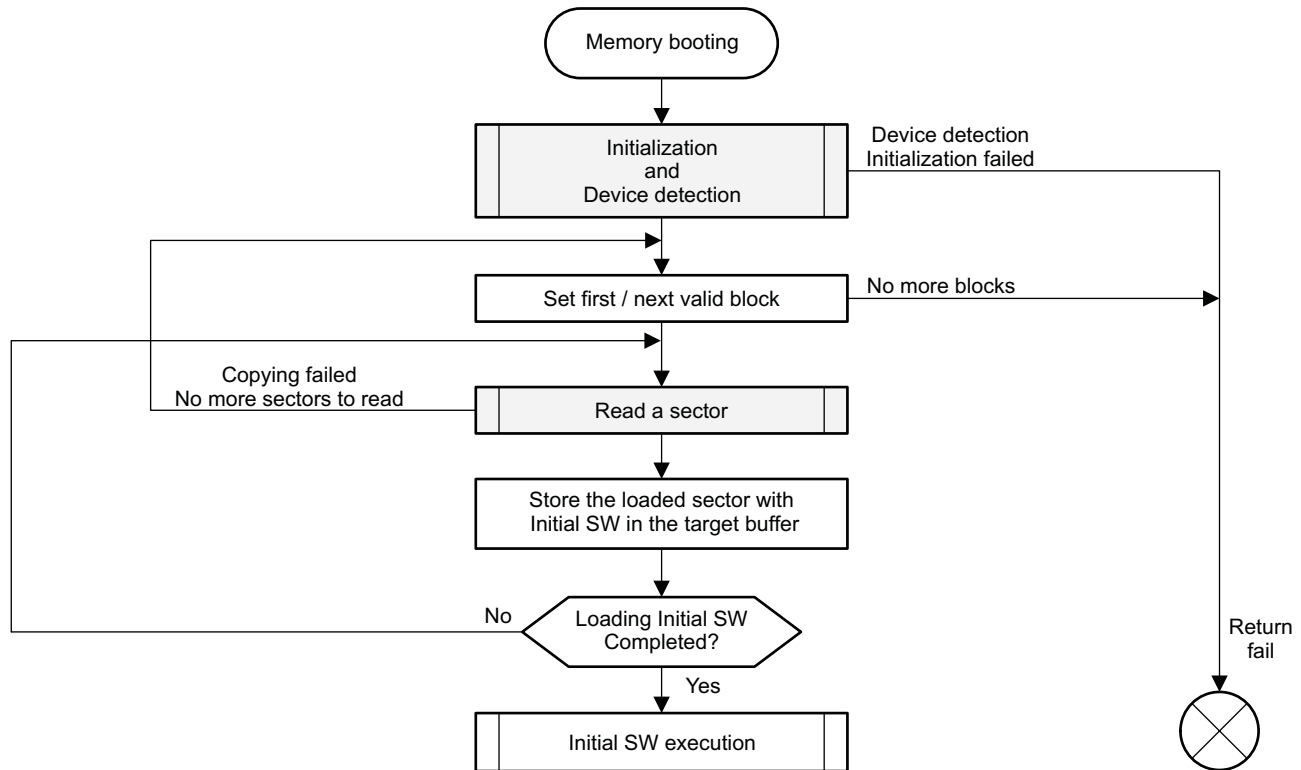 Memory booting
Initialization
and
Device detection
Device detection
Initialization failed
Set first / next valid block
No more blocks
Copying failed
No more sectors to read
Read a sector
Store the loaded sector with
Initial SW in the target buffer
No
Loading Initial SW
Completed?
Return
fail
Yes
Initial SW execution